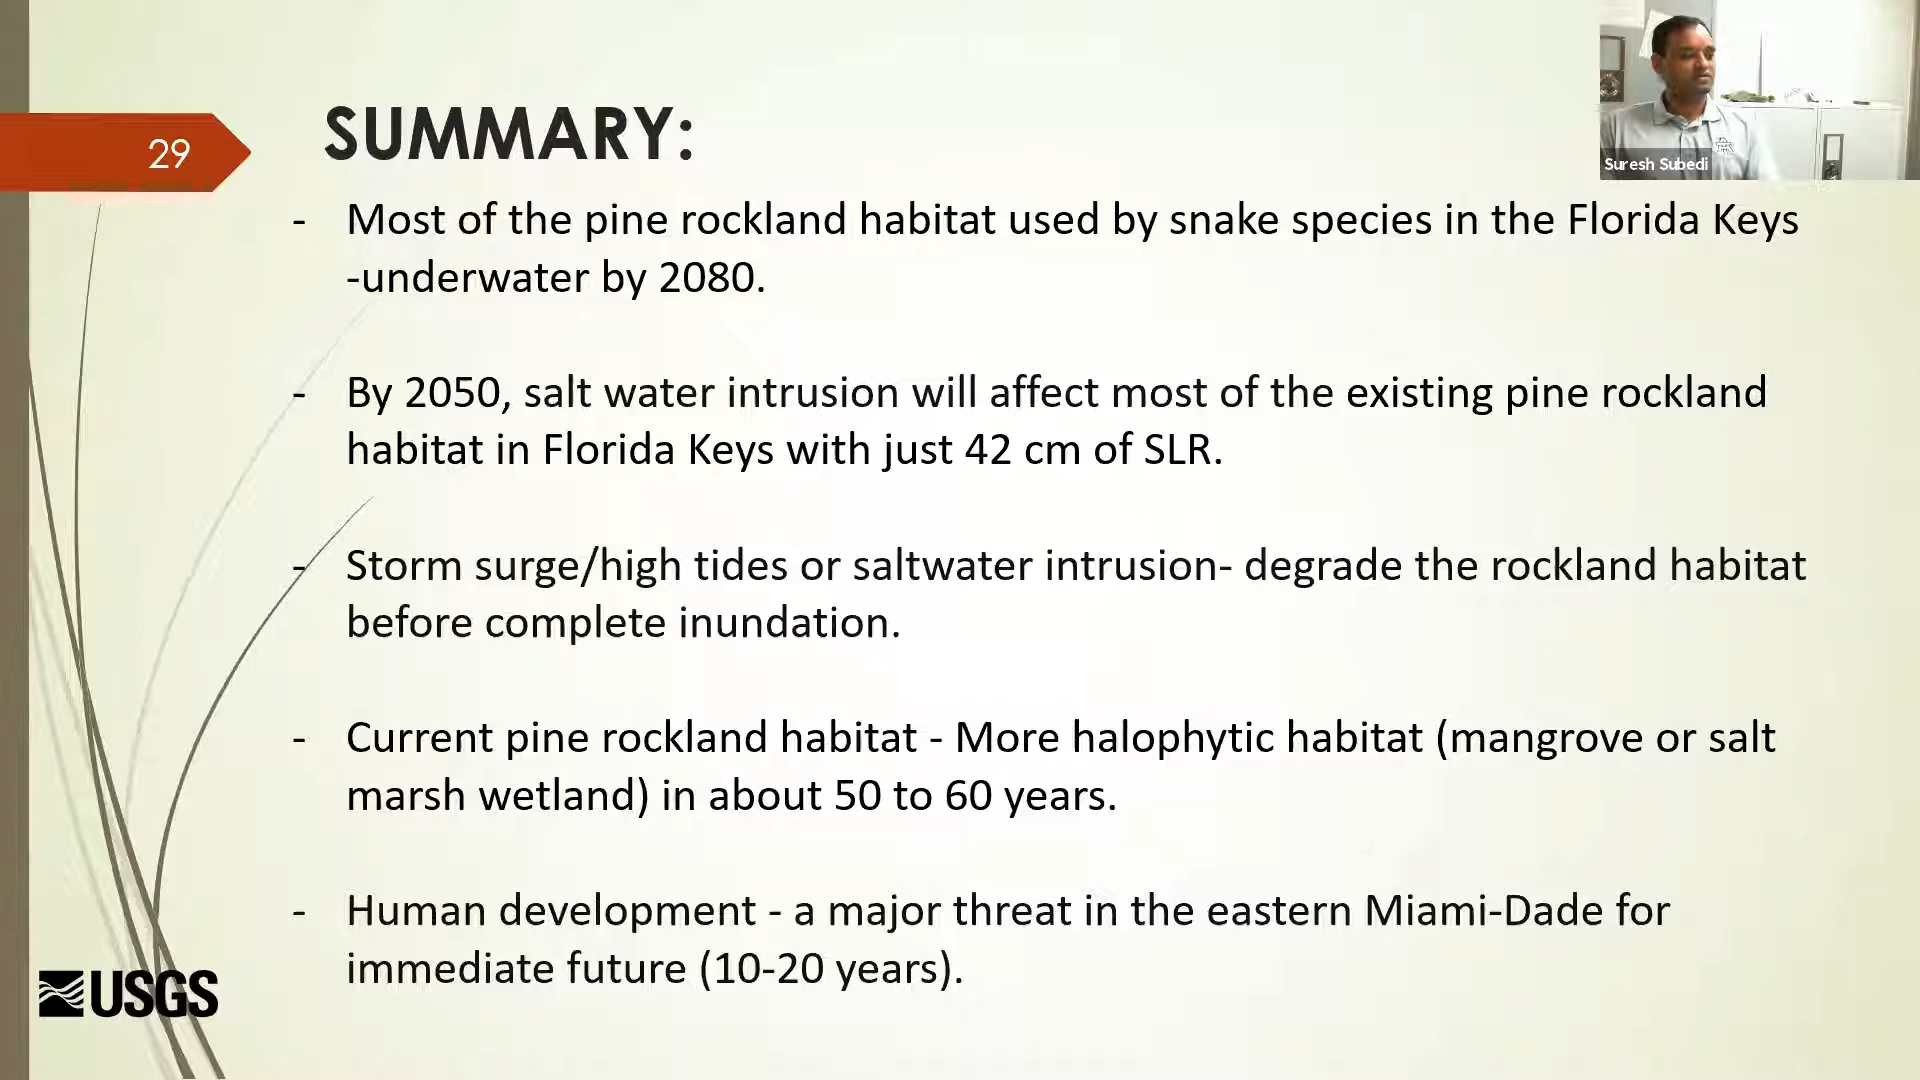 Suresh Subedi
29
SUMMARY:
- Most of the pine rockland habitat used by snake species in the Florida Keys
-underwater by 2080.
- By 2050, salt water intrusion will affect most of the existing pine rockland
habitat in Florida Keys with just 42 cm of SLR.
- Storm surge/high tides or saltwater intrusion- degrade the rockland habitat
before complete inundation.
- Current pine rockland habitat - More halophytic habitat (mangrove or salt
marsh wetland) in about 50 to 60 years.
- Human development - a major threat in the eastern Miami-Dade for
immediate future (10-20 years).
USGS